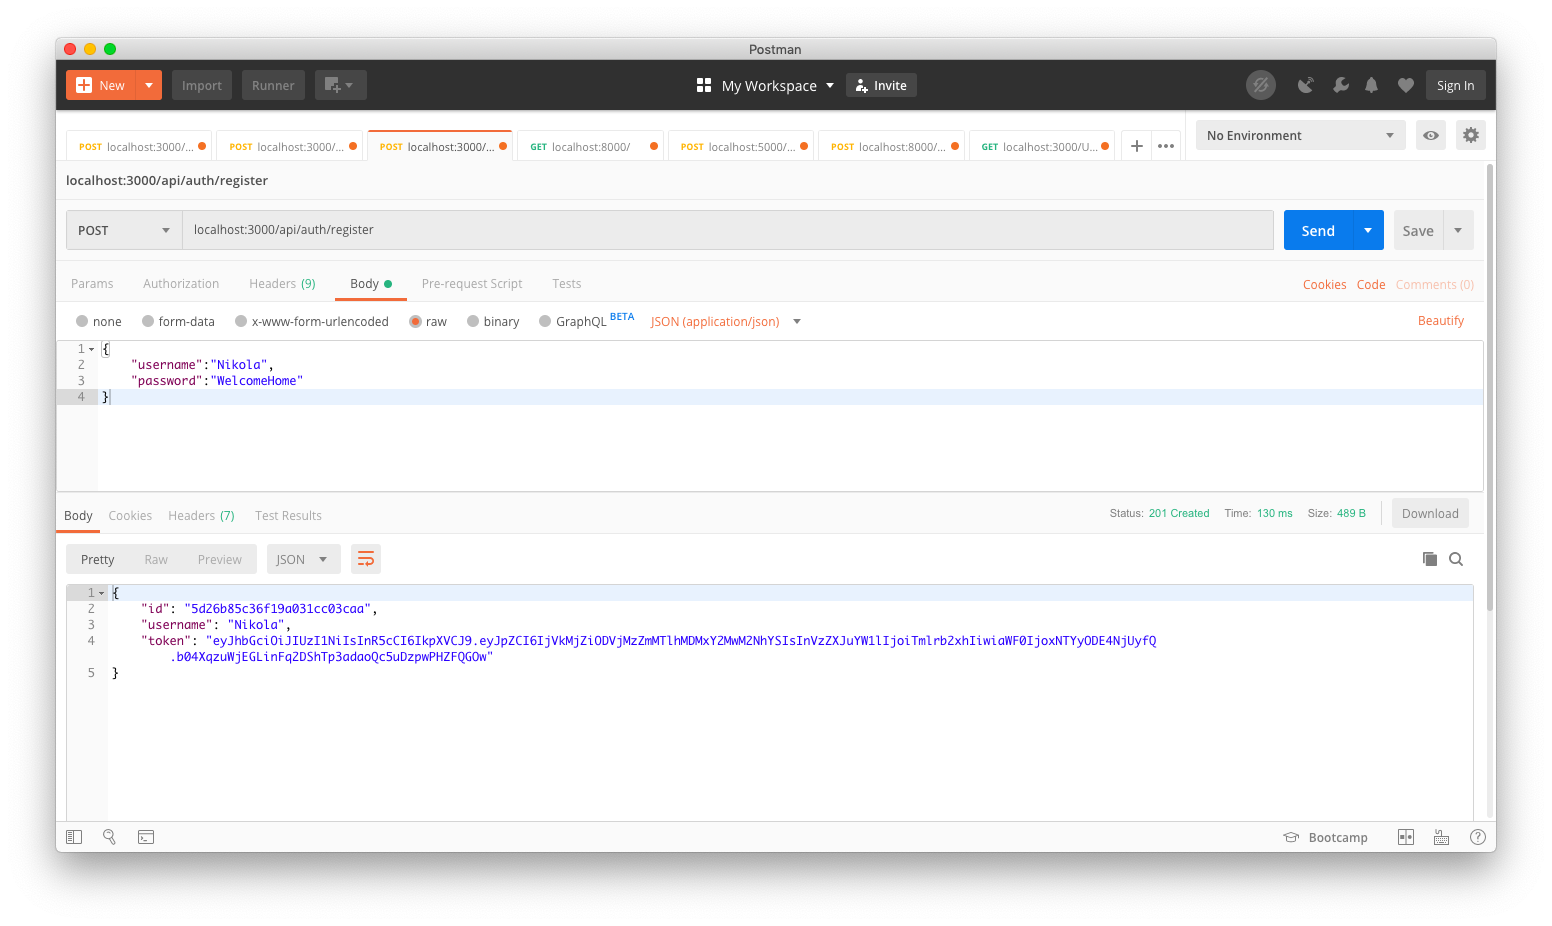 Postman
New Import Runner My Workspace Invite Sign In
POST localhost:3000/... POST localhost:3000/... POST localhost:3000/... GET localhost:8000/ POST localhost:5000/... POST localhost:8000/... GET localhost:3000/U... No Environment
localhost:3000/api/auth/register
POST localhost:3000/api/auth/register Send Save
Params Authorization Headers (9) Body Pre-request Script Tests Cookies Code Comments (0)
none form-data x-www-form-urlencoded raw binary GraphQL BETA JSON (application/json) Beautify
1 {
2 "username":"Nikola",
3 "password":"WelcomeHome"
4 }
Body Cookies Headers (7) Test Results Status: 201 Created Time: 130 ms Size: 489 B Download
Pretty Raw Preview JSON
1 {
2 "id": "5d26b85c36f19a031cc03caa",
3 "username": "Nikola",
4 "token": "eyJhbGciOiJIUzI1NiIsInR5cCI6IkpXVCJ9.eyJpZCI6IjVkMjZiODVjMzZmMTlhMDMxY2MwM2NhYSIsInVzZXJuYW1lIjoiTmlrb2xhIiwiaWF0IjoxNTYyODE4NjUyfQ
.b04XqzuWjEGLinFq2DShTp3adaoQc5uDzpwPHZFQGOw"
5 }
Bootcamp